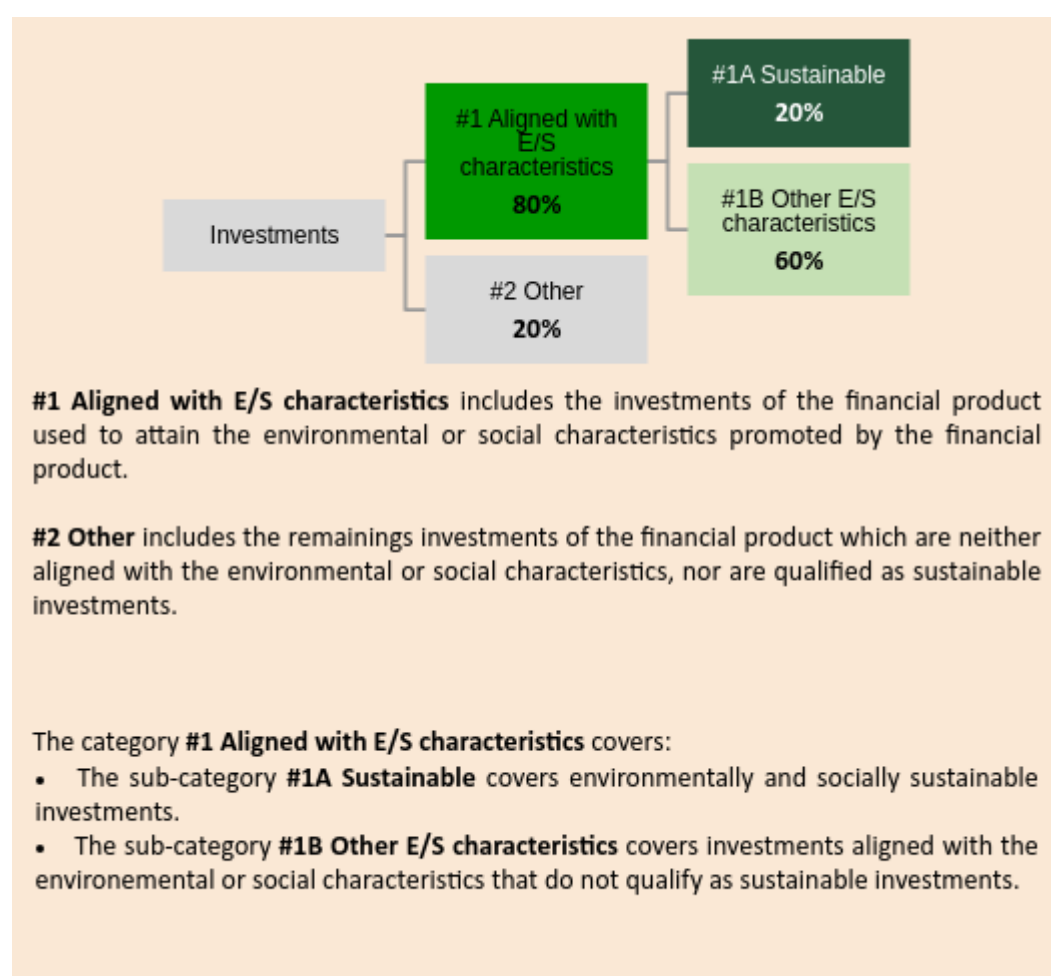 #1A Sustainable
20%
#1 Aligned with
E/S
characteristics
80%
#1B Other E/S
characteristics
60%
Investments
#2 Other
20%
#1 Aligned with E/S characteristics includes the investments of the financial product
used to attain the environmental or social characteristics promoted by the financial
product.
#2 Other includes the remainings investments of the financial product which are neither
aligned with the environmental or social characteristics, nor are qualified as sustainable
investments.
The category #1 Aligned with E/S characteristics covers:
• The sub-category #1A Sustainable covers environmentally and socially sustainable
investments.
• The sub-category #1B Other E/S characteristics covers investments aligned with the
environemental or social characteristics that do not qualify as sustainable investments.